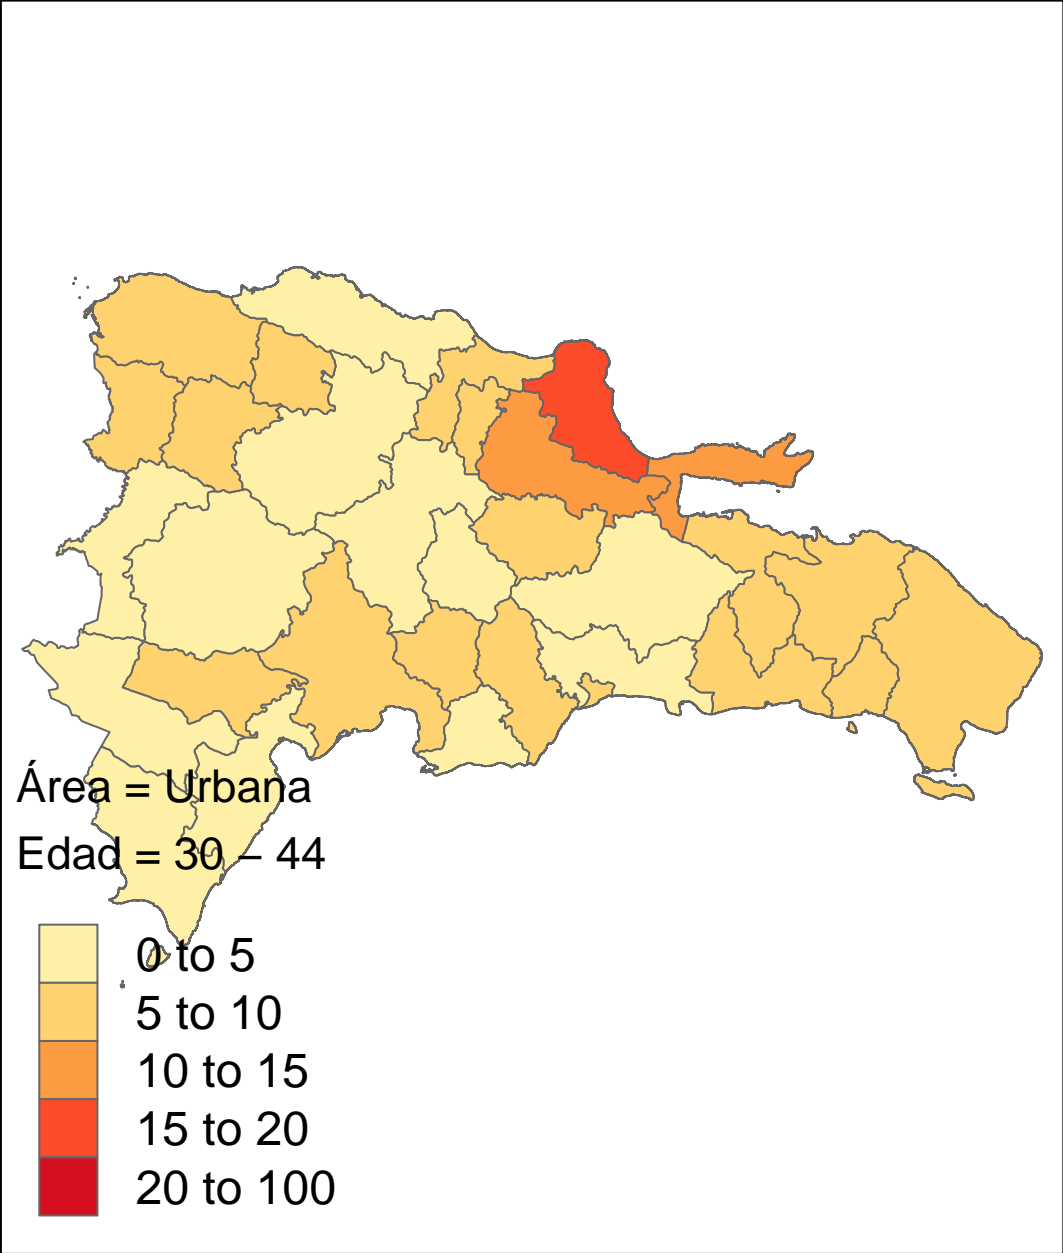 Área = Urbana
Edad = 30 – 44
0 to 5
5 to 10
10 to 15
15 to 20
20 to 100